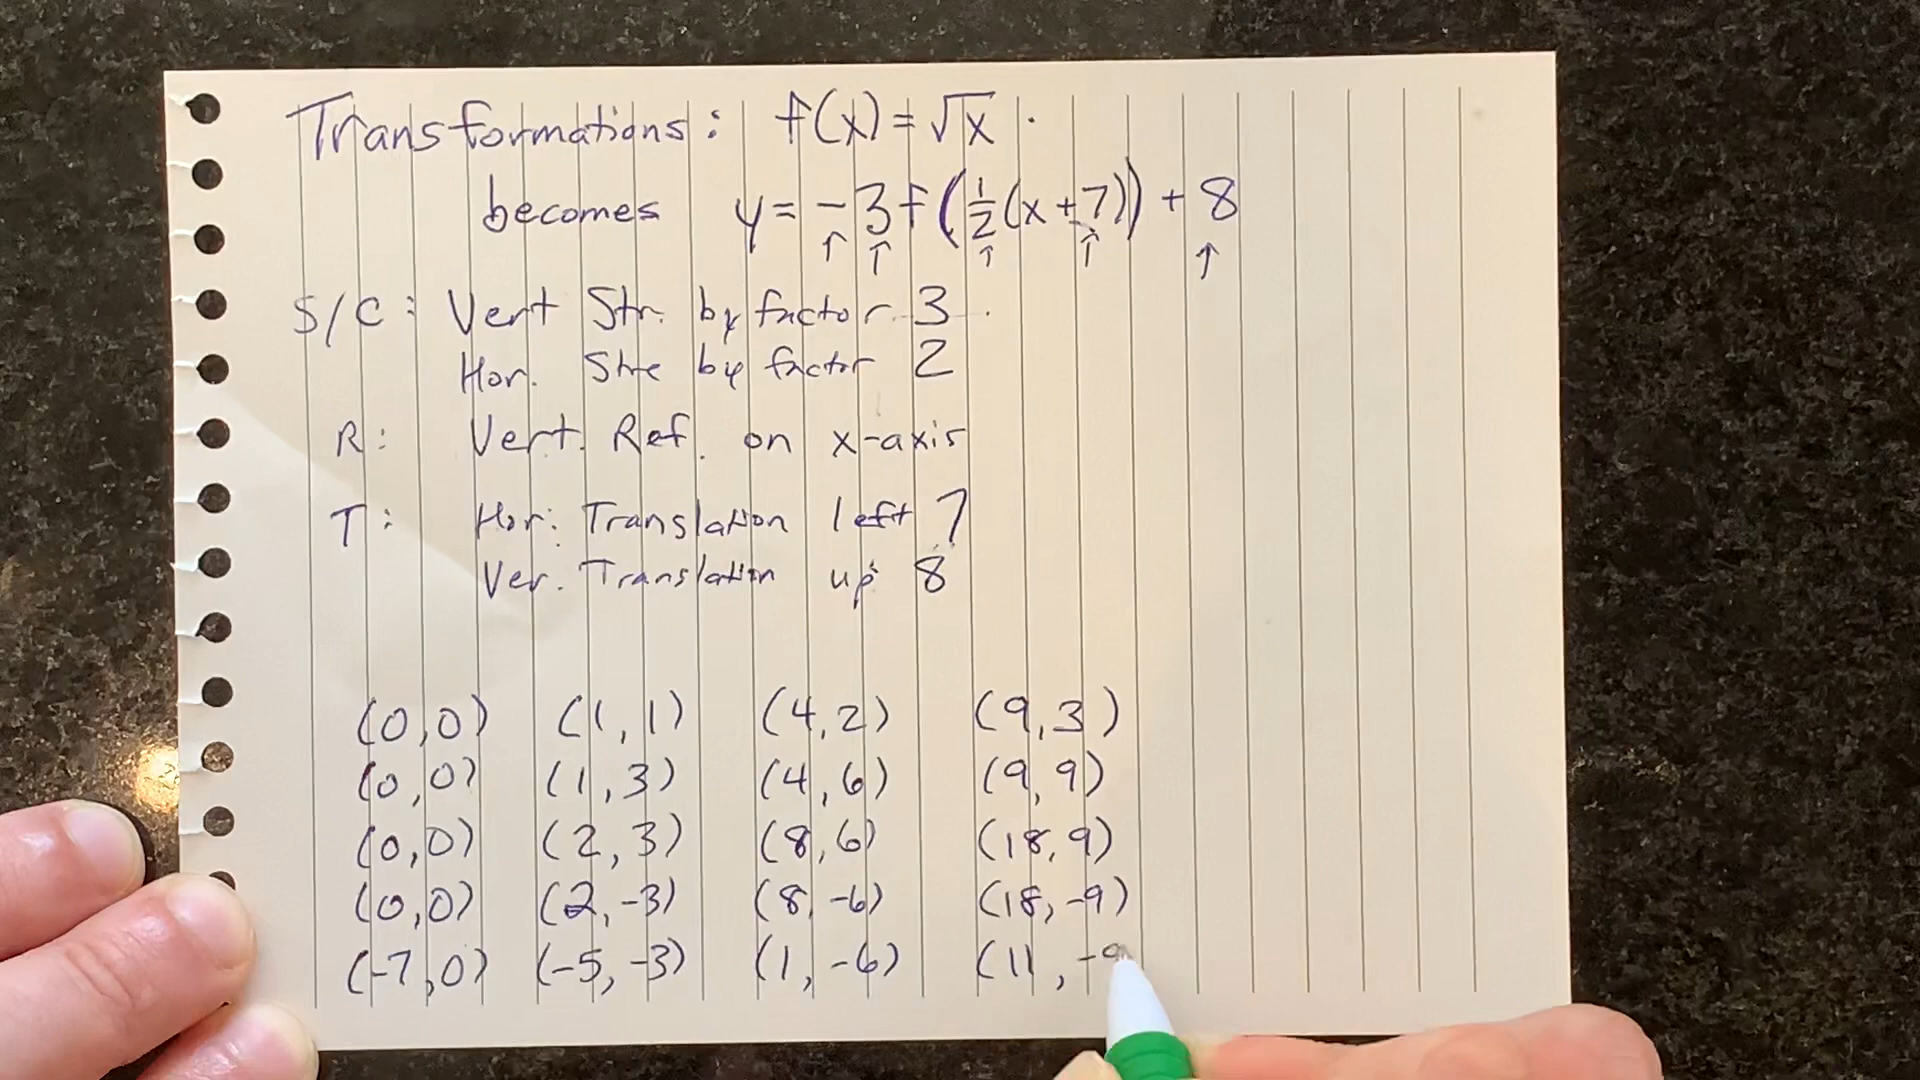 Transformations: f(x) = √x
becomes y = -3f(½(x+7)) + 8
↑ ↑ ↑ ↑ ↑
S/C: Vert Str. by factor 3
Hor. Stre by factor 2
R: Vert. Ref. on x-axis
T: Hor: Translation left 7
Ver. Translation up 8
(0,0) (1,1) (4,2) (9,3)
(0,0) (1,3) (4,6) (9,9)
(0,0) (2,3) (8,6) (18,9)
(0,0) (2,-3) (8,-6) (18,-9)
(-7,0) (-5,-3) (1,-6) (11,-9